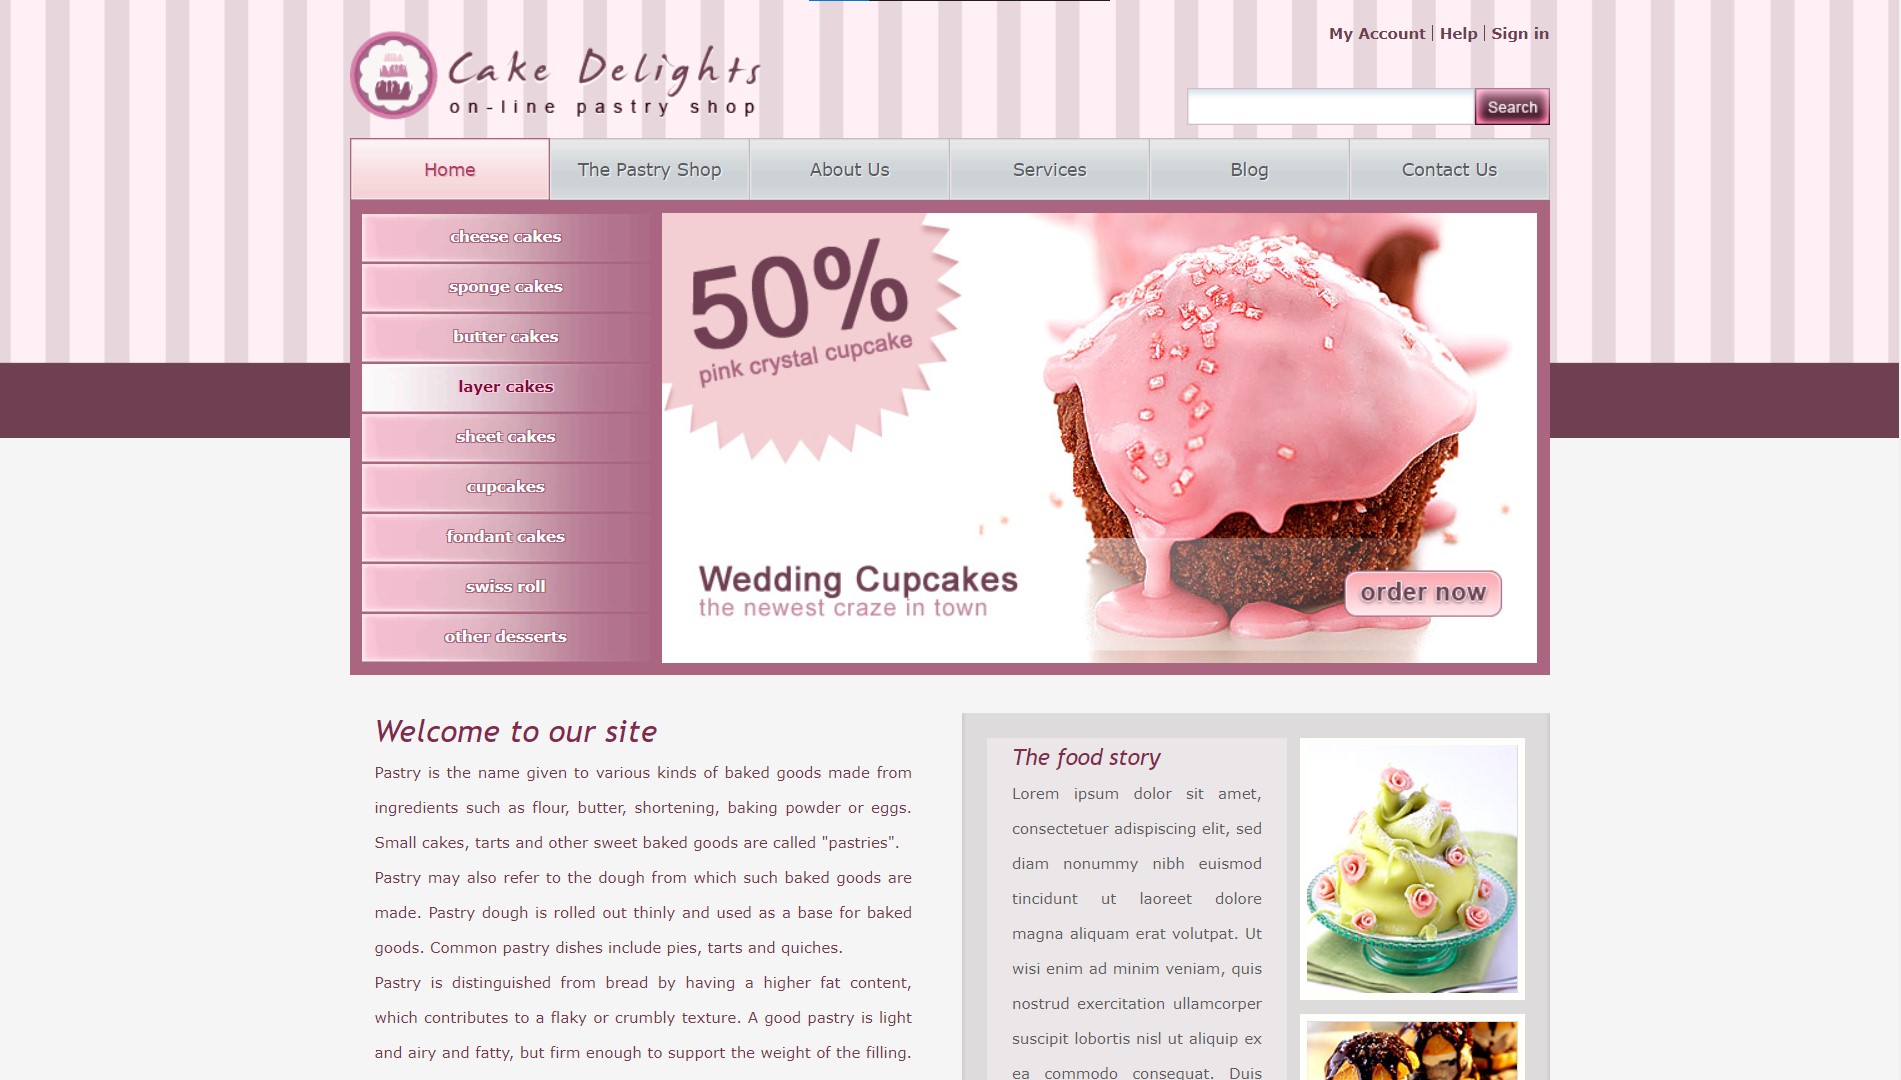 My Account | Help | Sign in
Cake Delights
on-line pastry shop
Search
Home
The Pastry Shop
About Us
Services
Blog
Contact Us
cheese cakes
sponge cakes
butter cakes
layer cakes
sheet cakes
cupcakes
fondant cakes
swiss roll
other desserts
50%
pink crystal cupcake
Wedding Cupcakes
the newest craze in town
order now
Welcome to our site
Pastry is the name given to various kinds of baked goods made from
ingredients such as flour, butter, shortening, baking powder or eggs.
Small cakes, tarts and other sweet baked goods are called "pastries".
Pastry may also refer to the dough from which such baked goods are
made. Pastry dough is rolled out thinly and used as a base for baked
goods. Common pastry dishes include pies, tarts and quiches.
Pastry is distinguished from bread by having a higher fat content,
which contributes to a flaky or crumbly texture. A good pastry is light
and airy and fatty, but firm enough to support the weight of the filling.
The food story
Lorem ipsum dolor sit amet,
consectetuer adispiscing elit, sed
diam nonummy nibh euismod
tincidunt ut laoreet dolore
magna aliquam erat volutpat. Ut
wisi enim ad minim veniam, quis
nostrud exercitation ullamcorper
suscipit lobortis nisl ut aliquip ex
ea commodo consequat. Duis